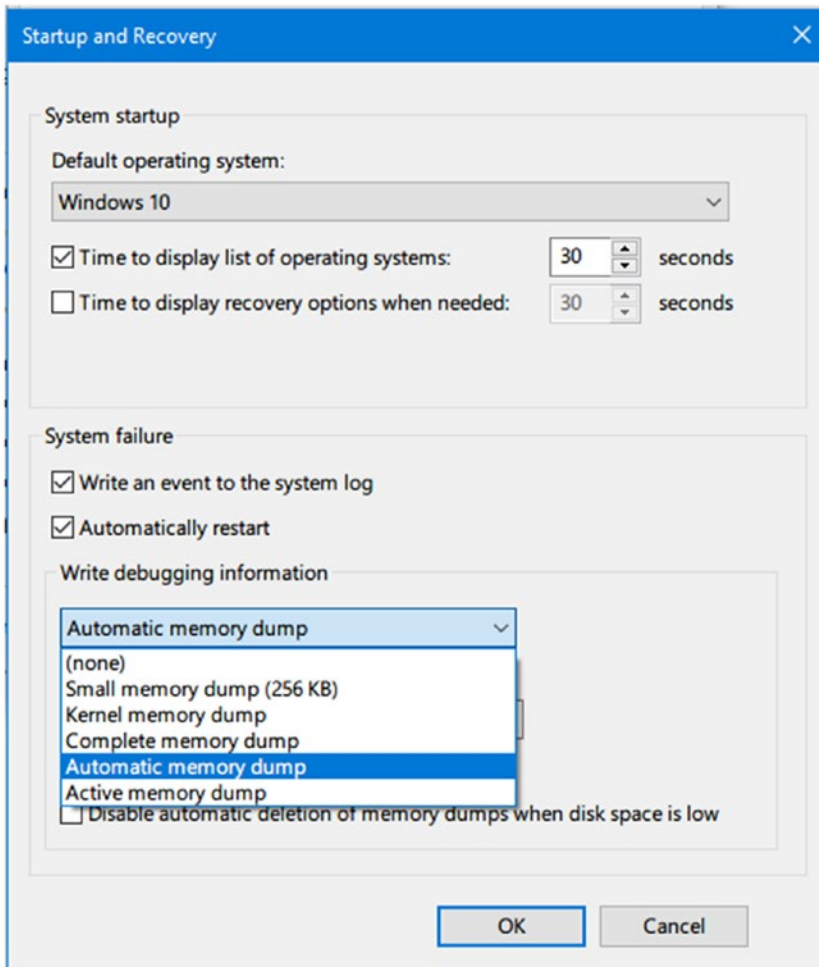 Startup and Recovery
System startup
Default operating system:
Windows 10
Time to display list of operating systems: 30 seconds
Time to display recovery options when needed: 30 seconds
System failure
Write an event to the system log
Automatically restart
Write debugging information
Automatic memory dump
(none)
Small memory dump (256 KB)
Kernel memory dump
Complete memory dump
Automatic memory dump
Active memory dump
Disable automatic deletion of memory dumps when disk space is low
OK Cancel